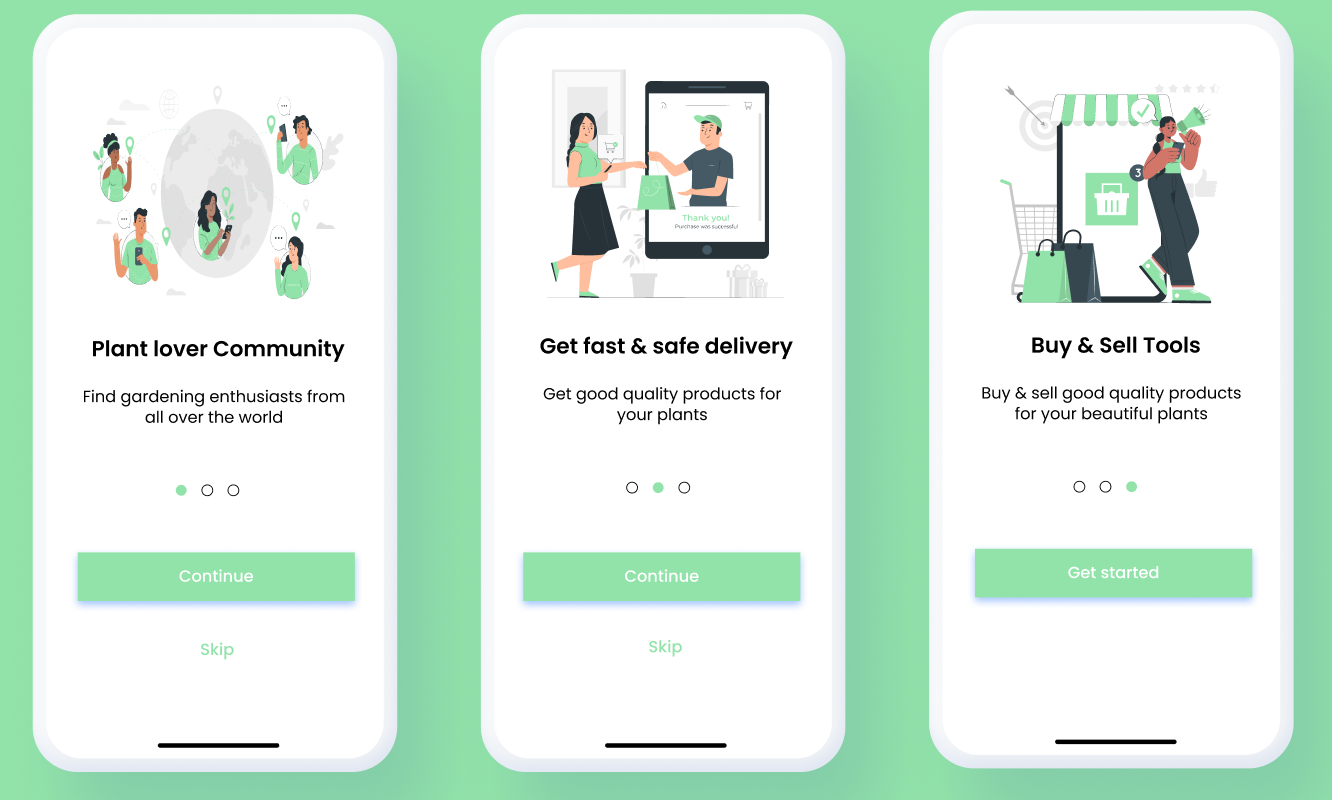 Plant lover Community
Find gardening enthusiasts from
all over the world
Continue
Skip
Thank you!
Purchase was successful
Get fast & safe delivery
Get good quality products for
your plants
Continue
Skip
3
Buy & Sell Tools
Buy & sell good quality products
for your beautiful plants
Get started